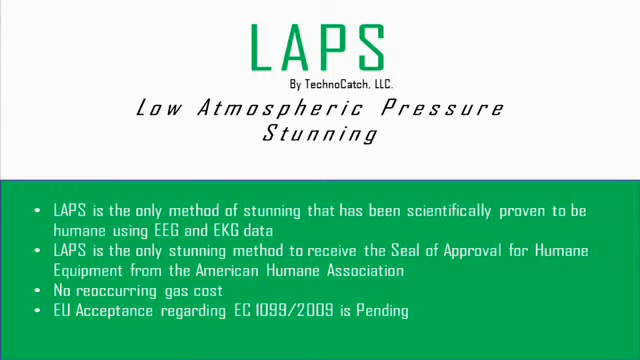 LAPS
By TechnoCatch, LLC.
Low Atmospheric Pressure
Stunning
• LAPS is the only method of stunning that has been scientifically proven to be
humane using EEG and EKG data
• LAPS is the only stunning method to receive the Seal of Approval for Humane
Equipment from the American Humane Association
• No reoccurring gas cost
• EU Acceptance regarding EC 1099/2009 is Pending